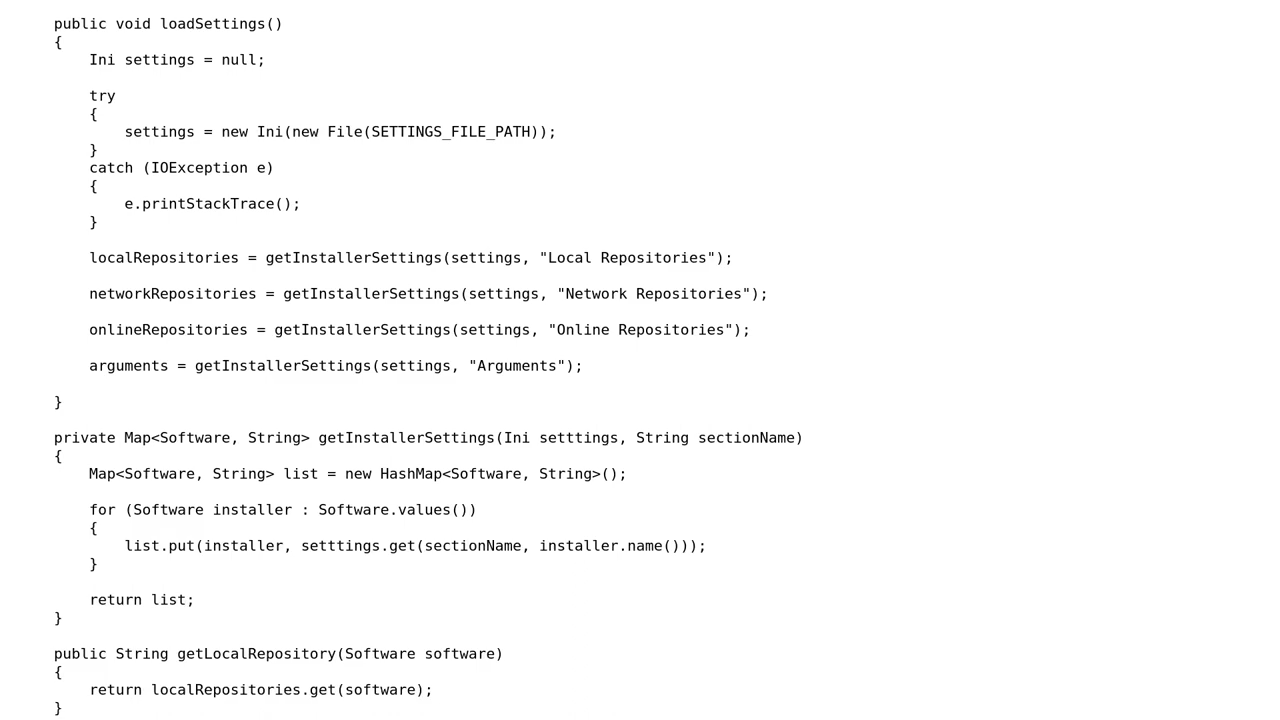 public void loadSettings()
{
Ini settings = null;
try
{
settings = new Ini(new File(SETTINGS_FILE_PATH));
}
catch (IOException e)
{
e.printStackTrace();
}
localRepositories = getInstallerSettings(settings, "Local Repositories");
networkRepositories = getInstallerSettings(settings, "Network Repositories");
onlineRepositories = getInstallerSettings(settings, "Online Repositories");
arguments = getInstallerSettings(settings, "Arguments");
}
private Map<Software, String> getInstallerSettings(Ini setttings, String sectionName)
{
Map<Software, String> list = new HashMap<Software, String>();
for (Software installer : Software.values())
{
list.put(installer, setttings.get(sectionName, installer.name()));
}
return list;
}
public String getLocalRepository(Software software)
{
return localRepositories.get(software);
}